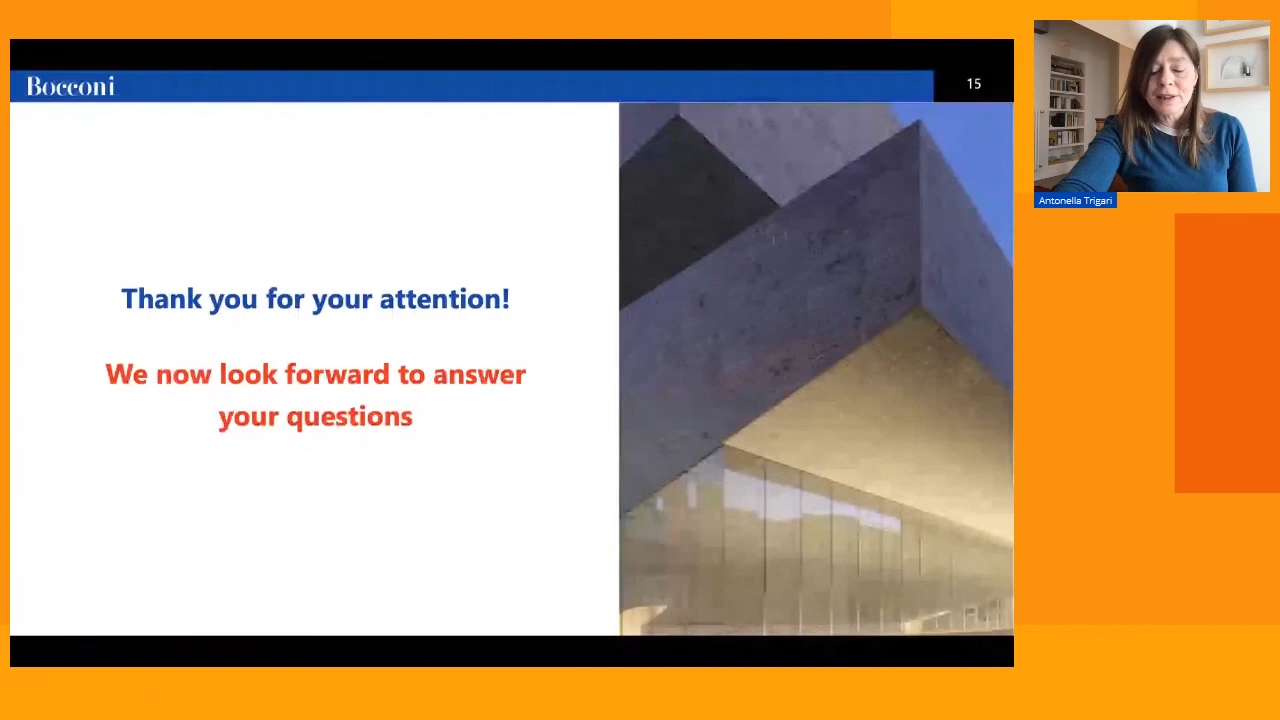 Bocconi
15
Thank you for your attention!
We now look forward to answer
your questions
Antonella Trigari